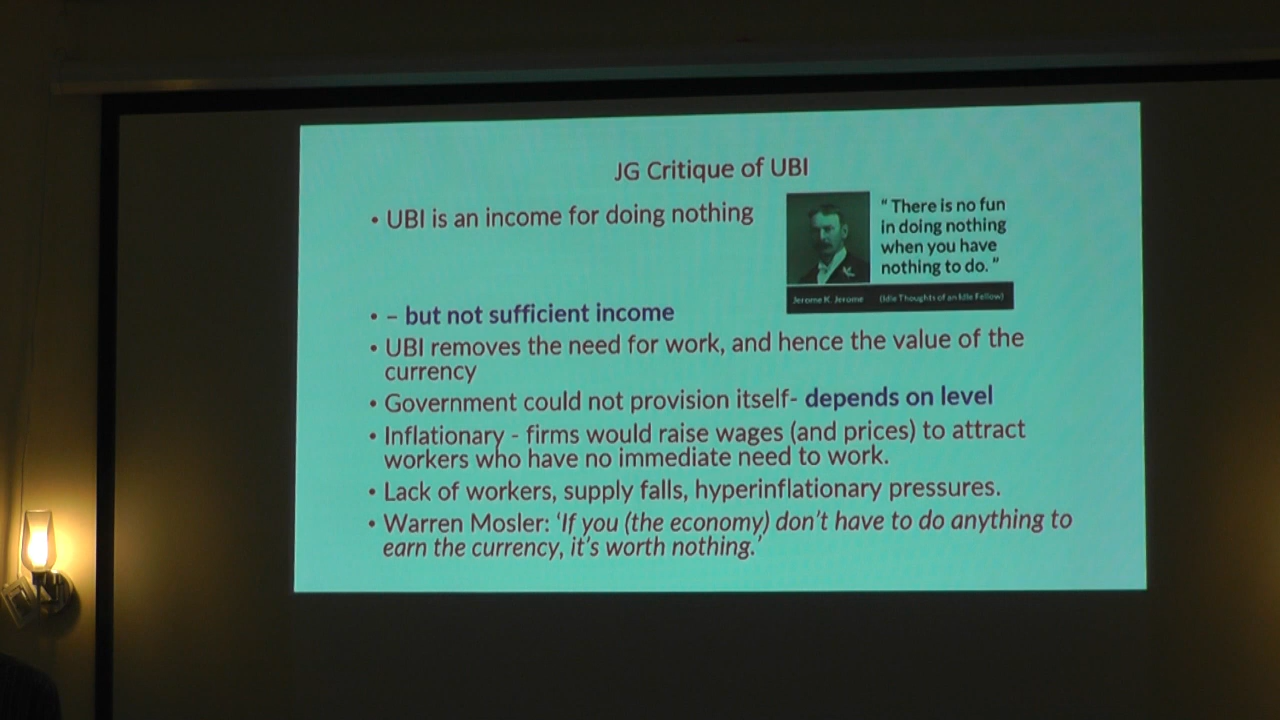 JG Critique of UBI
• UBI is an income for doing nothing
“ There is no fun
in doing nothing
when you have
nothing to do. ”
Jerome K. Jerome (Idle Thoughts of an Idle Fellow)
• – but not sufficient income
• UBI removes the need for work, and hence the value of the
currency
• Government could not provision itself- depends on level
• Inflationary - firms would raise wages (and prices) to attract
workers who have no immediate need to work.
• Lack of workers, supply falls, hyperinflationary pressures.
• Warren Mosler: ‘If you (the economy) don’t have to do anything to
earn the currency, it’s worth nothing.’